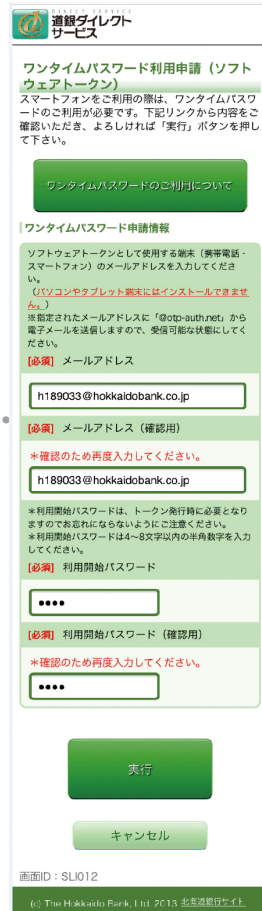 DIRECT SERVICE
道銀ダイレクト
サービス
ワンタイムパスワード利用申請（ソフト
ウェアトークン）
スマートフォンをご利用の際は、ワンタイムパスワ
ードのご利用が必要です。下記リンクから内容をご
確認いただき、よろしければ「実行」ボタンを押し
て下さい。
ワンタイムパスワードのご利用について
ワンタイムパスワード申請情報
ソフトウェアトークンとして使用する端末（携帯電話・
スマートフォン）のメールアドレスを入力してくださ
い。
（パソコンやタブレット端末にはインストールできませ
ん。）
※指定されたメールアドレスに「@otp-auth.net」から
電子メールを送信しますので、受信可能な状態にしてく
ださい。
[必須] メールアドレス
h189033@hokkaidobank.co.jp
[必須] メールアドレス（確認用）
＊確認のため再度入力してください。
h189033@hokkaidobank.co.jp
＊利用開始パスワードは、トークン発行時に必要となり
ますのでお忘れにならないようにご注意ください。
＊利用開始パスワードは4〜8文字以内の半角数字を入力
してください。
[必須] 利用開始パスワード
••••
[必須] 利用開始パスワード（確認用）
＊確認のため再度入力してください。
••••
実行
キャンセル
画面ID：SLI012
(c) The Hokkaido Bank, Ltd. 2013 北海道銀行サイト